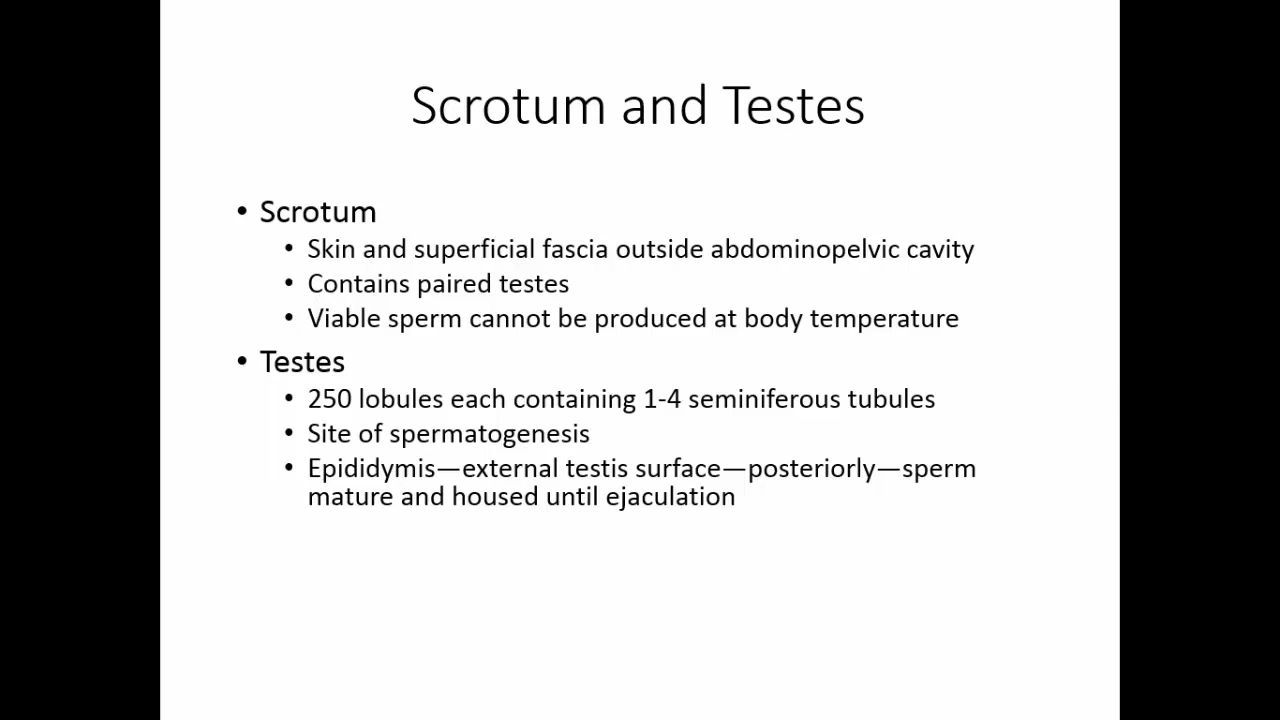 Scrotum and Testes
• Scrotum
• Skin and superficial fascia outside abdominopelvic cavity
• Contains paired testes
• Viable sperm cannot be produced at body temperature
• Testes
• 250 lobules each containing 1-4 seminiferous tubules
• Site of spermatogenesis
• Epididymis—external testis surface—posteriorly—sperm
mature and housed until ejaculation